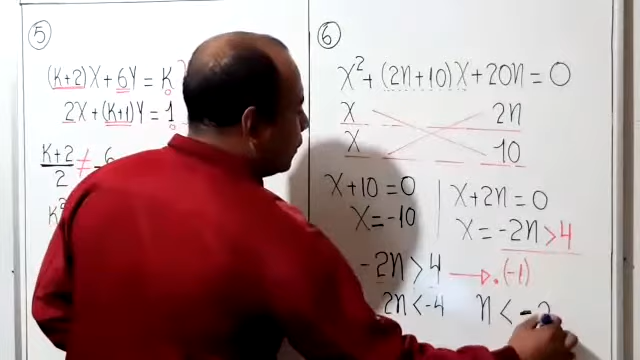 5
(K+2)X + 6Y = K
2X + (K+1)Y = 1
K+2 ≠ 6
2
K²
6
X² + (2n+10)X + 20n = 0
X 2n
X 10
X+10 = 0
X = -10
X+2n = 0
X = -2n > 4
-2n > 4 → ·(-1)
2n < -4 n < -2